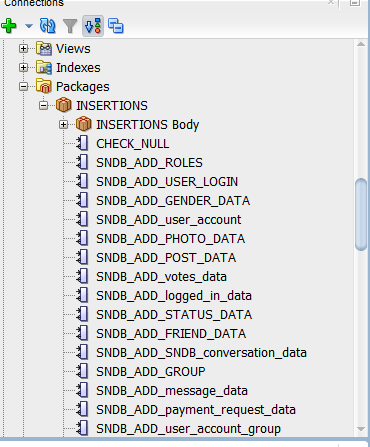 Connections
Views
Indexes
Packages
INSERTIONS
INSERTIONS Body
CHECK_NULL
SNDB_ADD_ROLES
SNDB_ADD_USER_LOGIN
SNDB_ADD_GENDER_DATA
SNDB_ADD_user_account
SNDB_ADD_PHOTO_DATA
SNDB_ADD_POST_DATA
SNDB_ADD_votes_data
SNDB_ADD_logged_in_data
SNDB_ADD_STATUS_DATA
SNDB_ADD_FRIEND_DATA
SNDB_ADD_SNDB_conversation_data
SNDB_ADD_GROUP
SNDB_ADD_message_data
SNDB_ADD_payment_request_data
SNDB_ADD_user_account_group